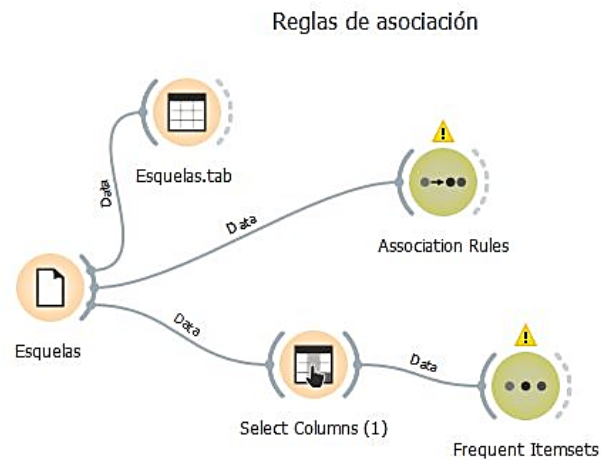 Reglas de asociación
Esquelas.tab
Data
Data
Association Rules
Esquelas
Data
Select Columns (1)
Data
Frequent Itemsets